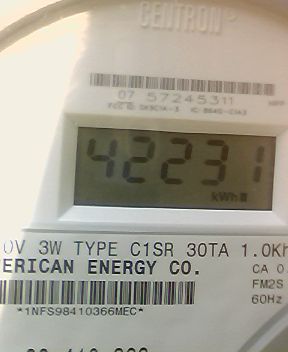 CENTRON
07 57245311
42231
kWh
0V 3W TYPE C1SR 30TA 1.0Kh
ERICAN ENERGY CO.
CA 0.
FM2S
60Hz
*1NFS98410366MEC*